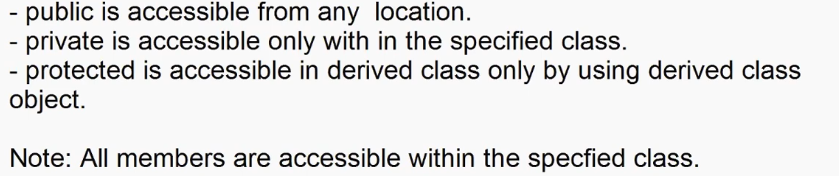 - public is accessible from any  location.
- private is accessible only with in the specified class.
- protected is accessible in derived class only by using derived class
object.
Note: All members are accessible within the specfied class.